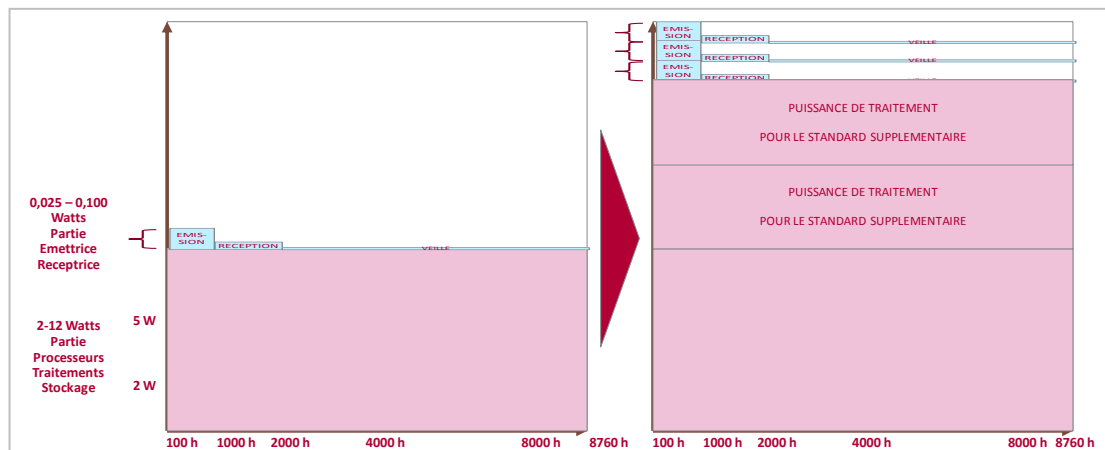 0,025 – 0,100
Watts
Partie
Emettrice
Receptrice
2-12 Watts
Partie
Processeurs
Traitements
Stockage
5 W
2 W
EMIS-
SION
RECEPTION
VEILLE
100 h 1000 h 2000 h 4000 h 8000 h 8760 h
EMIS-
SION
RECEPTION
VEILLE
EMIS-
SION
RECEPTION
VEILLE
EMIS-
SION
RECEPTION
VEILLE
PUISSANCE DE TRAITEMENT
POUR LE STANDARD SUPPLEMENTAIRE
PUISSANCE DE TRAITEMENT
POUR LE STANDARD SUPPLEMENTAIRE
100 h 1000 h 2000 h 4000 h 8000 h 8760 h